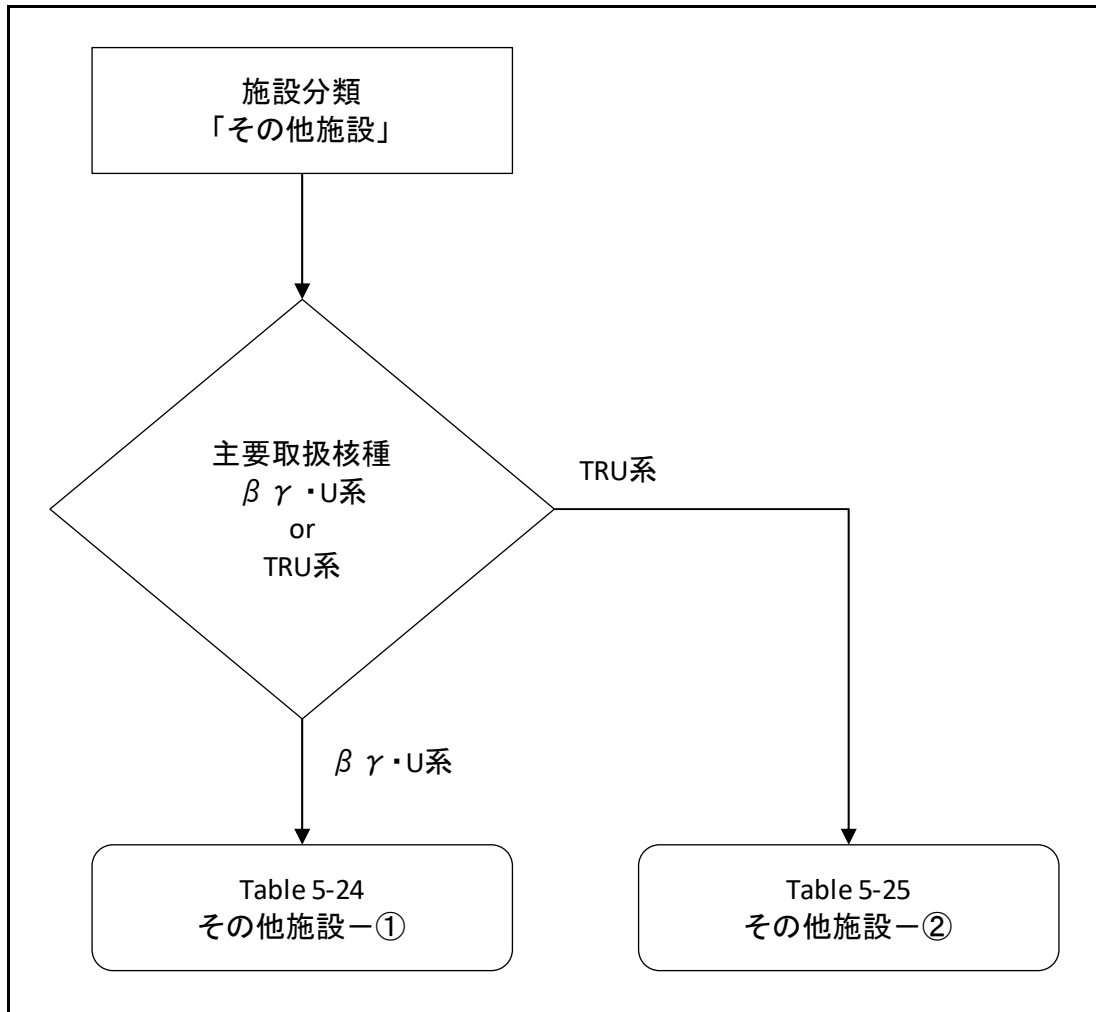 施設分類
「その他施設」
主要取扱核種
β γ ・U系
or
TRU系
TRU系
β γ ・U系
Table 5-24
その他施設－①
Table 5-25
その他施設－②